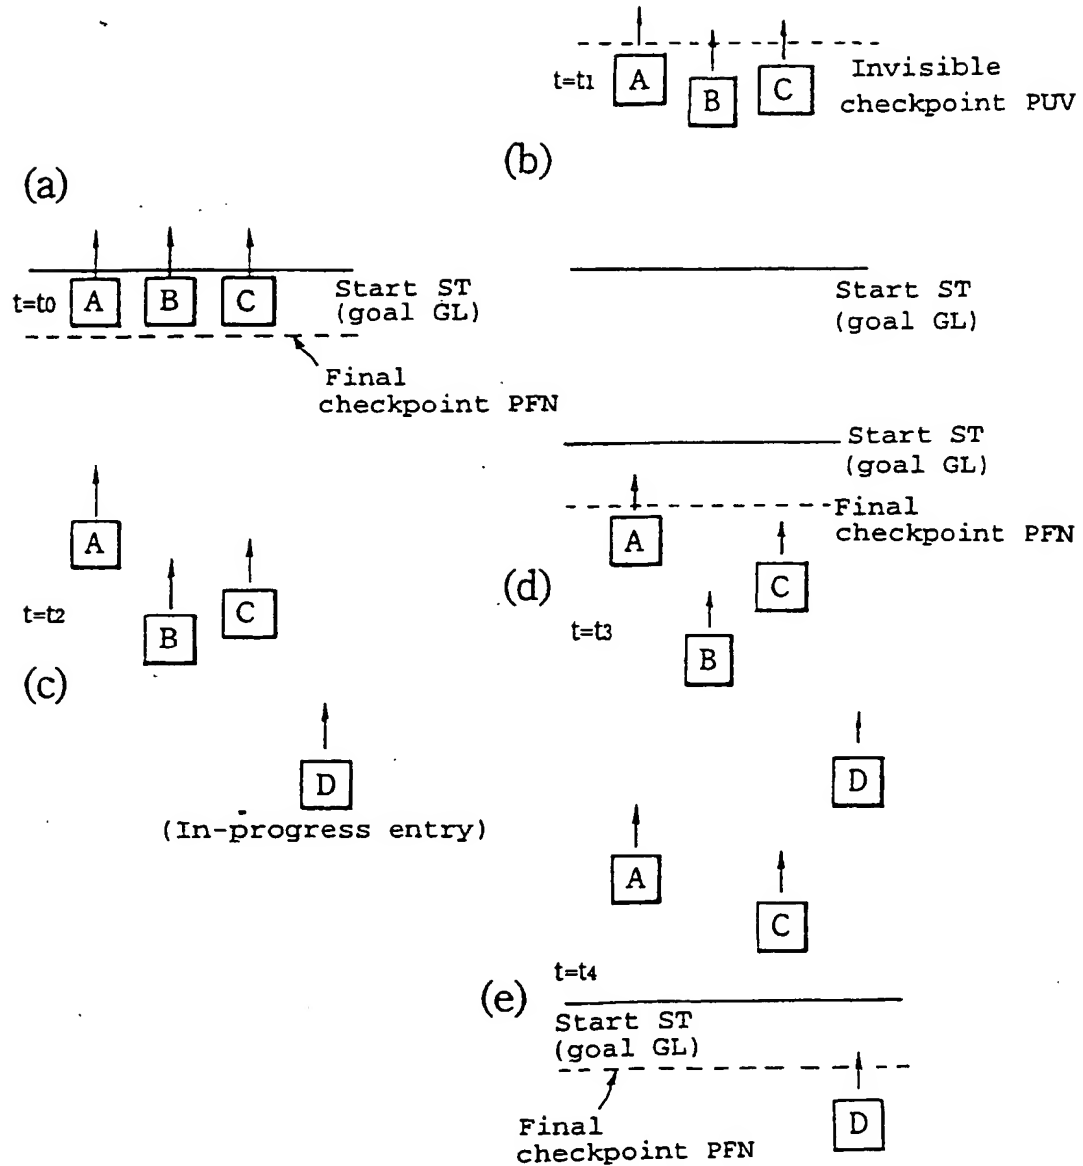 (a)
t=t0
A
B
C
Start ST
(goal GL)
Final
checkpoint PFN
(b)
t=t1
A
B
C
Invisible
checkpoint PUV
Start ST
(goal GL)
(c)
t=t2
A
B
C
D
(In-progress entry)
(d)
t=t3
Start ST
(goal GL)
Final
checkpoint PFN
A
B
C
D
(e)
t=t4
A
C
Start ST
(goal GL)
D
Final
checkpoint PFN